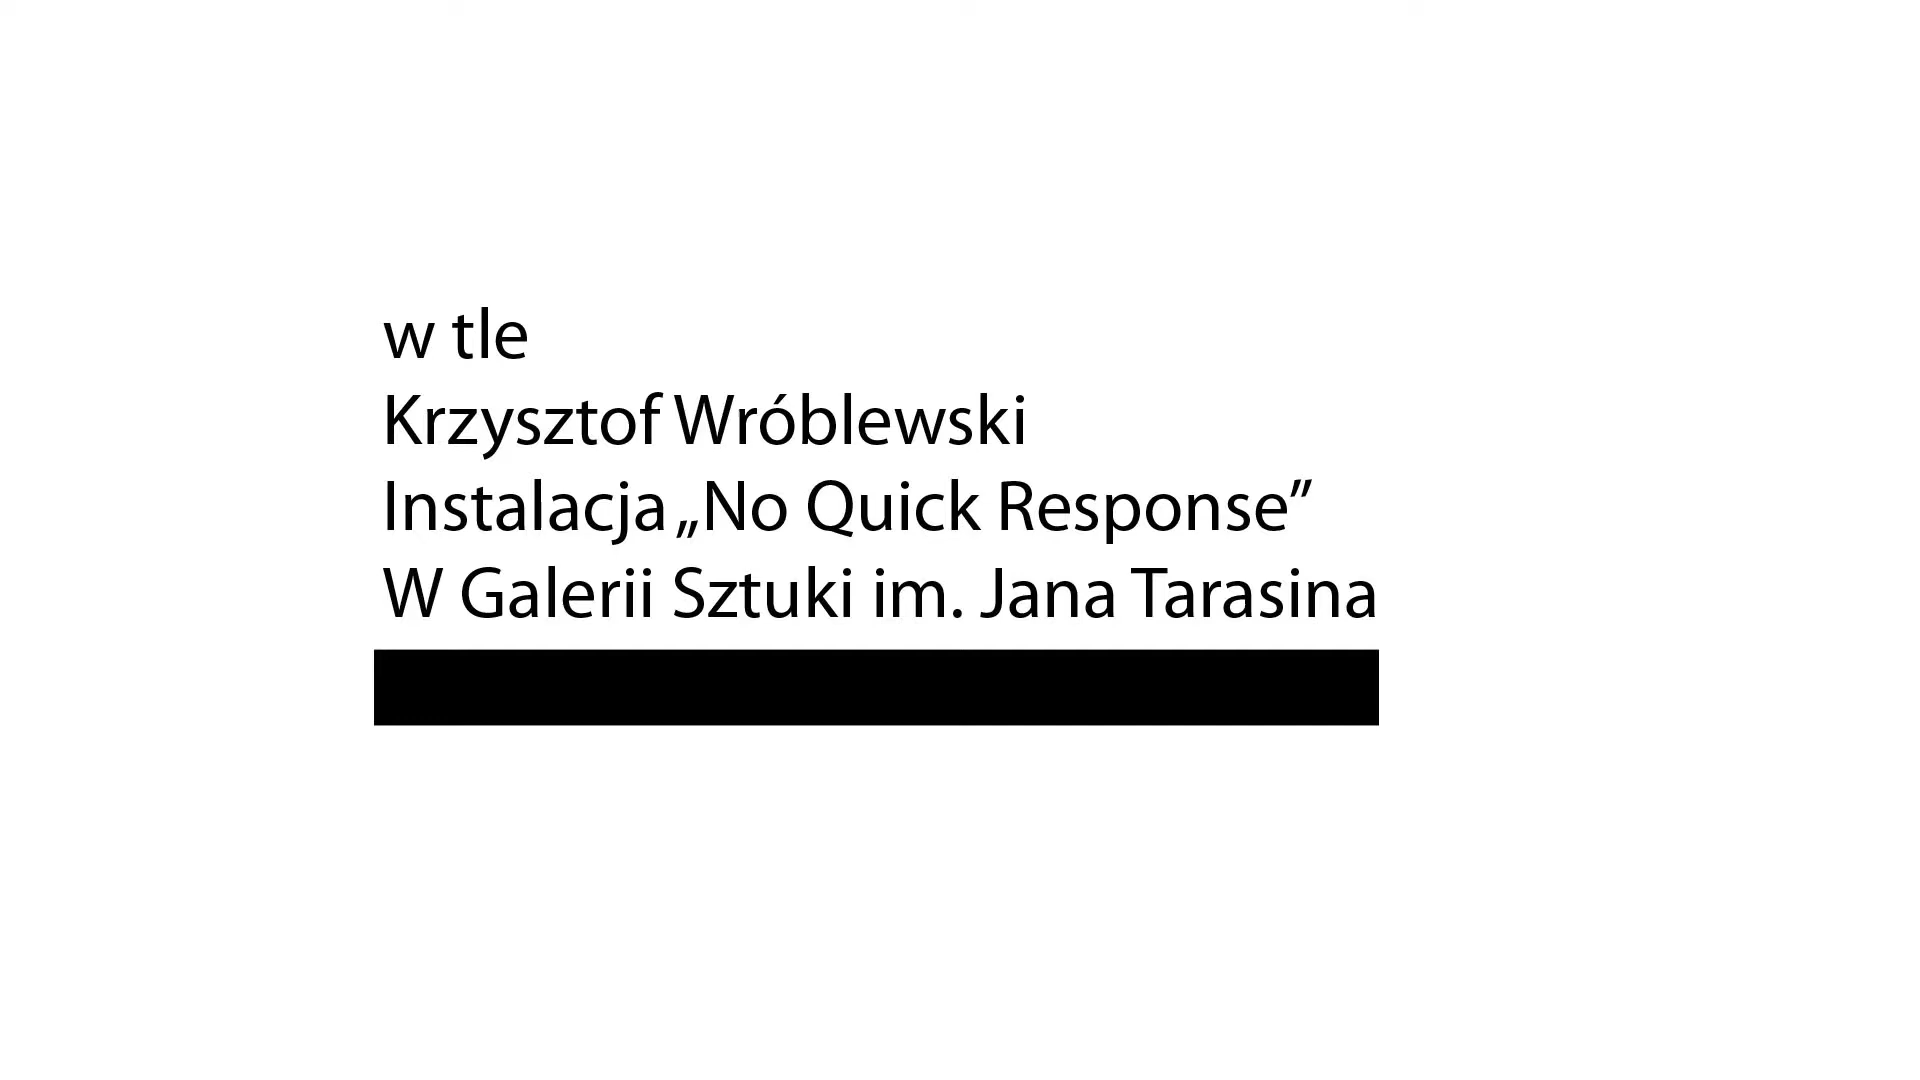 w tle
Krzysztof Wróblewski
Instalacja „No Quick Response”
W Galerii Sztuki im. Jana Tarasina